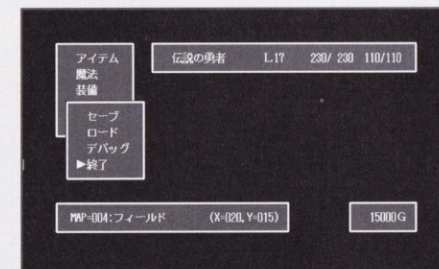 アイテム
魔法
装備
伝説の勇者 L.17 230/ 230 110/110
セーブ
ロード
デバッグ
▶終了
MAP=004:フィールド (X=020,Y=015)
15000G